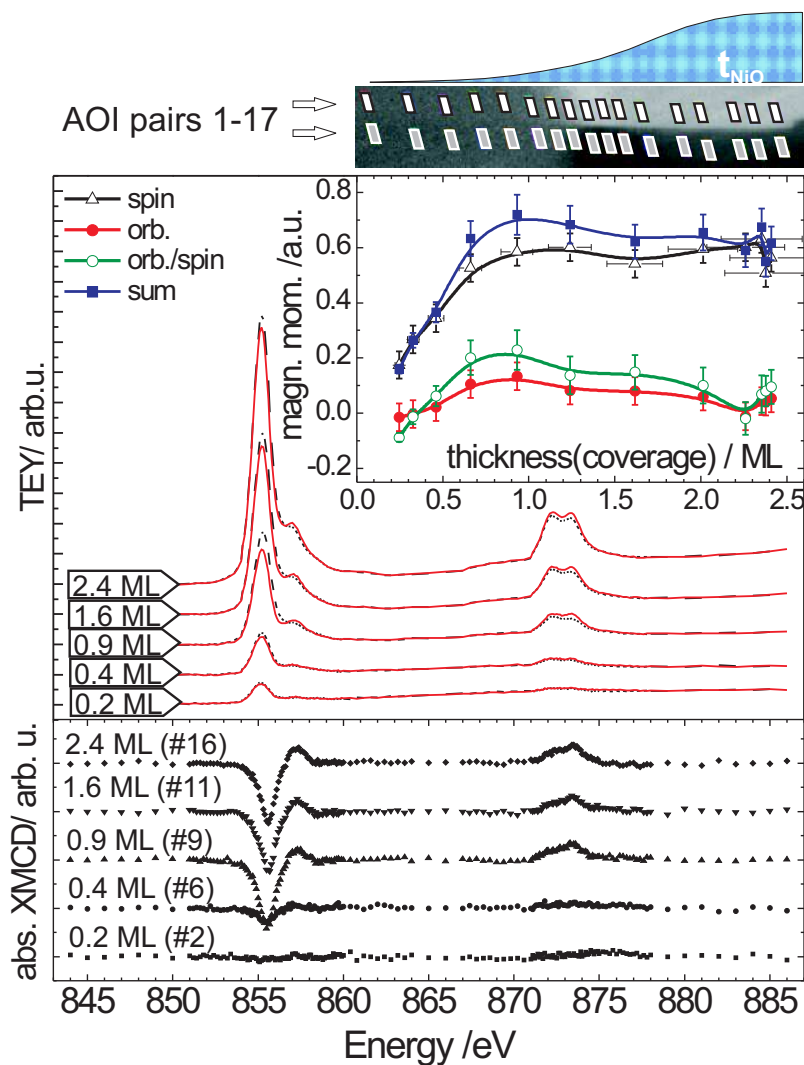 t_NiO
AOI pairs 1-17
spin
orb.
orb./spin
sum
magn. mom. /a.u.
0.8
0.6
0.4
0.2
0.0
-0.2
0.0 0.5 1.0 1.5 2.0 2.5
thickness(coverage) / ML
TEY/ arb.u.
2.4 ML
1.6 ML
0.9 ML
0.4 ML
0.2 ML
abs. XMCD/ arb. u.
2.4 ML (#16)
1.6 ML (#11)
0.9 ML (#9)
0.4 ML (#6)
0.2 ML (#2)
845 850 855 860 865 870 875 880 885
Energy /eV